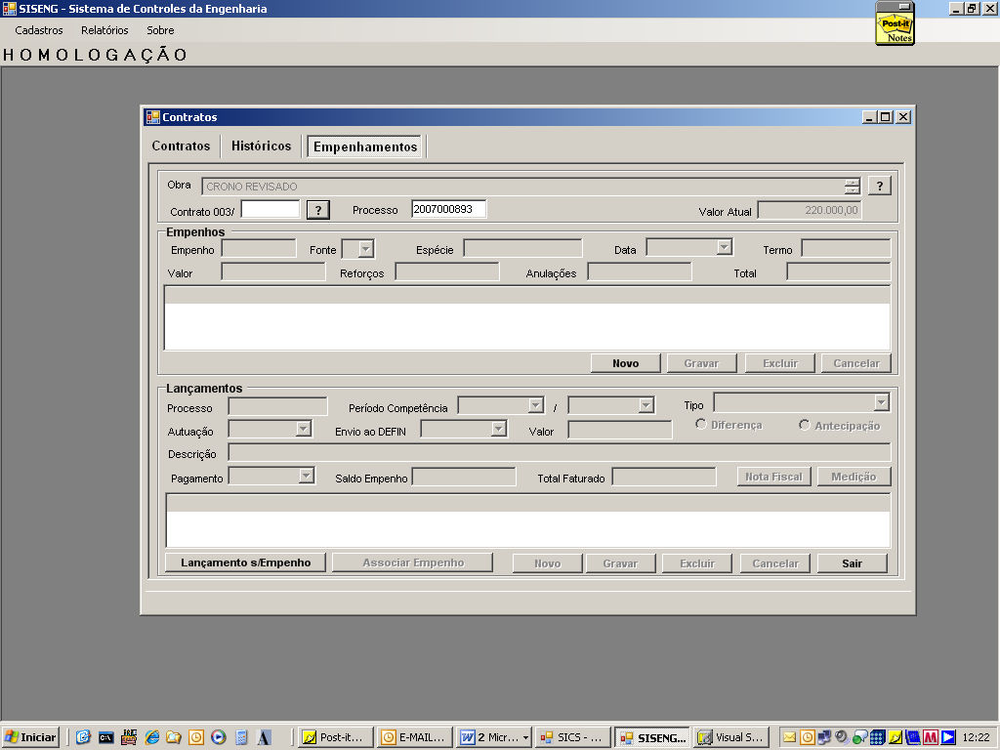 SISENG - Sistema de Controles da Engenharia
Cadastros Relatórios Sobre
Post-it Notes
HOMOLOGAÇÃO
Contratos
Contratos Históricos Empenhamentos
Obra CRONO REVISADO ?
Contrato 003/ ? Processo 2007000893 Valor Atual 220.000,00
Empenhos
Empenho Fonte Espécie Data Termo
Valor Reforços Anulações Total
Novo Gravar Excluir Cancelar
Lançamentos
Processo Período Competência / Tipo
Autuação Envio ao DEFIN Valor Diferença Antecipação
Descrição
Pagamento Saldo Empenho Total Faturado Nota Fiscal Medição
Lançamento s/Empenho Associar Empenho Novo Gravar Excluir Cancelar Sair
Iniciar Post-it... E-MAIL... 2 Micr... SICS - ... SISENG... Visual S... 12:22